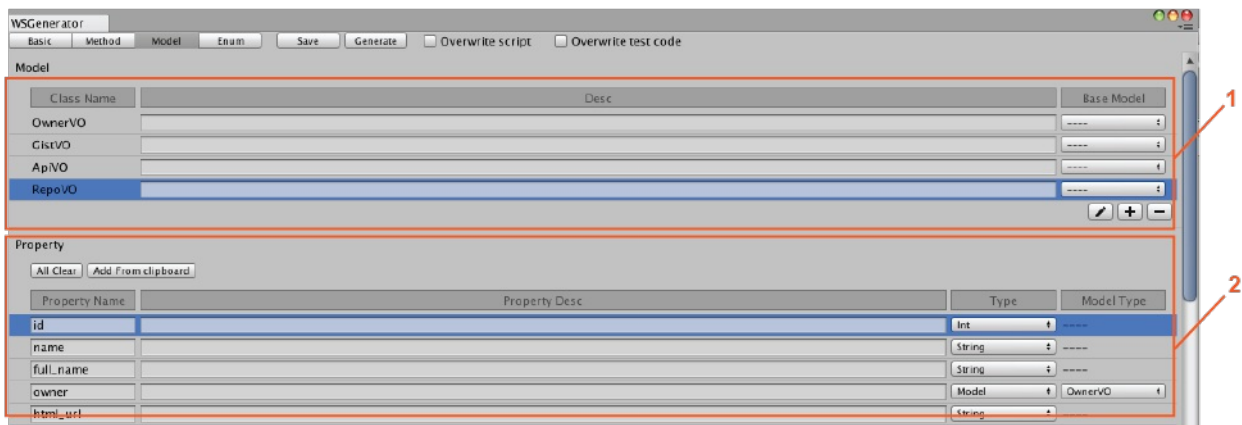 WSGenerator
Basic Method Model Enum Save Generate Overwrite script Overwrite test code
Model
Class Name Desc Base Model
OwnerVO ----
GistVO ----
ApiVO ----
RepoVO ----
1
Property
All Clear Add From clipboard
Property Name Property Desc Type Model Type
2
id Int ----
name String ----
full_name String ----
owner Model OwnerVO
html_url String ----